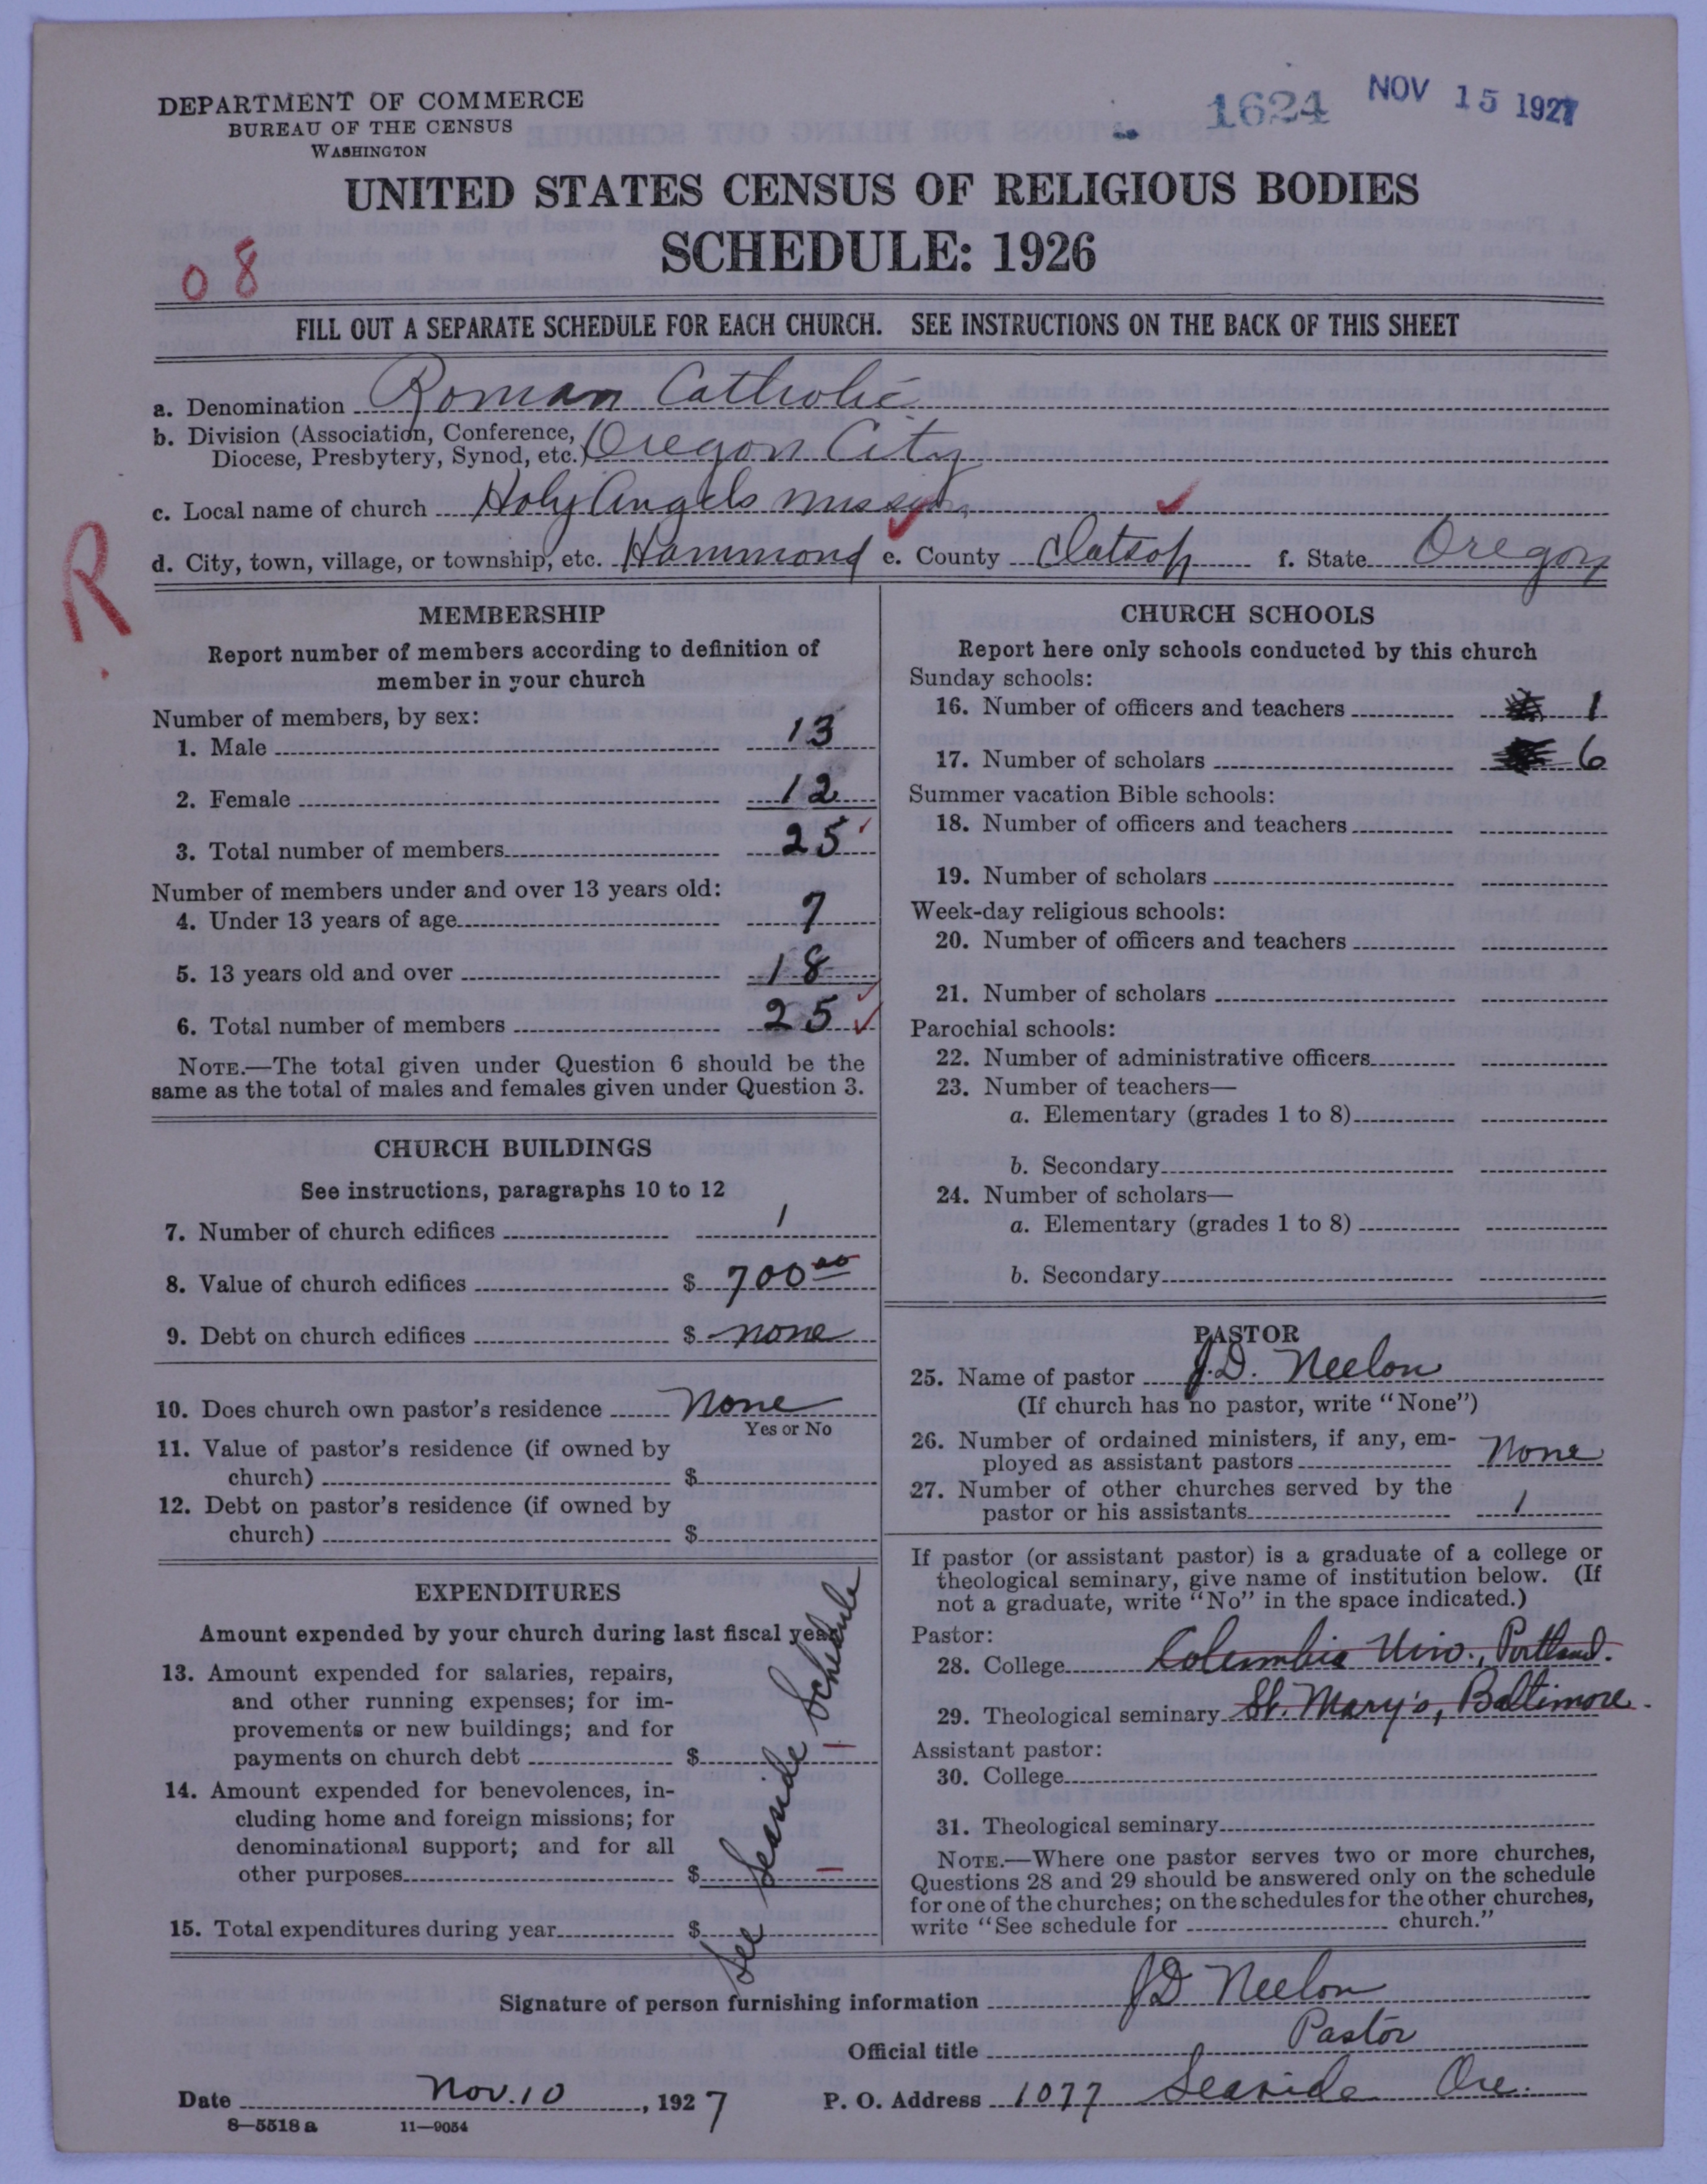 DEPARTMENT OF COMMERCE
BUREAU OF THE CENSUS
WASHINGTON
1624 NOV 15 1927
UNITED STATES CENSUS OF RELIGIOUS BODIES
SCHEDULE: 1926
08
FILL OUT A SEPARATE SCHEDULE FOR EACH CHURCH. SEE INSTRUCTIONS ON THE BACK OF THIS SHEET
a. Denomination Roman Catholic
b. Division (Association, Conference,
Diocese, Presbytery, Synod, etc.) Oregon City
c. Local name of church Holy Angels mission
d. City, town, village, or township, etc. Hammond e. County Clatsop f. State Oregon
R
MEMBERSHIP
Report number of members according to definition of
member in your church
Number of members, by sex:
1. Male 13
2. Female 12
3. Total number of members 25
Number of members under and over 13 years old:
4. Under 13 years of age 7
5. 13 years old and over 18
6. Total number of members 25
NOTE.—The total given under Question 6 should be the
same as the total of males and females given under Question 3.
CHURCH BUILDINGS
See instructions, paragraphs 10 to 12
7. Number of church edifices 1
8. Value of church edifices $ 700 00
9. Debt on church edifices $ none
10. Does church own pastor's residence None
Yes or No
11. Value of pastor's residence (if owned by
church) $
12. Debt on pastor's residence (if owned by
church) $
EXPENDITURES
Amount expended by your church during last fiscal year
13. Amount expended for salaries, repairs,
and other running expenses; for im-
provements or new buildings; and for
payments on church debt $
14. Amount expended for benevolences, in-
cluding home and foreign missions; for
denominational support; and for all
other purposes $
15. Total expenditures during year $
See Seaside Schedule
CHURCH SCHOOLS
Report here only schools conducted by this church
Sunday schools:
16. Number of officers and teachers 1
17. Number of scholars 6
Summer vacation Bible schools:
18. Number of officers and teachers
19. Number of scholars
Week-day religious schools:
20. Number of officers and teachers
21. Number of scholars
Parochial schools:
22. Number of administrative officers
23. Number of teachers—
a. Elementary (grades 1 to 8)
b. Secondary
24. Number of scholars—
a. Elementary (grades 1 to 8)
b. Secondary
PASTOR
25. Name of pastor J.D. Neelon
(If church has no pastor, write "None")
26. Number of ordained ministers, if any, em-
ployed as assistant pastors None
27. Number of other churches served by the
pastor or his assistants 1
If pastor (or assistant pastor) is a graduate of a college or
theological seminary, give name of institution below. (If
not a graduate, write "No" in the space indicated.)
Pastor:
28. College Columbia Univ., Portland.
29. Theological seminary St. Mary's, Baltimore.
Assistant pastor:
30. College
31. Theological seminary
NOTE.—Where one pastor serves two or more churches,
Questions 28 and 29 should be answered only on the schedule
for one of the churches; on the schedules for the other churches,
write "See schedule for church."
Signature of person furnishing information JD Neelon
Official title Pastor
Date Nov. 10, 1927 P. O. Address 1077 Seaside Ore.
8—5518 a 11—9054